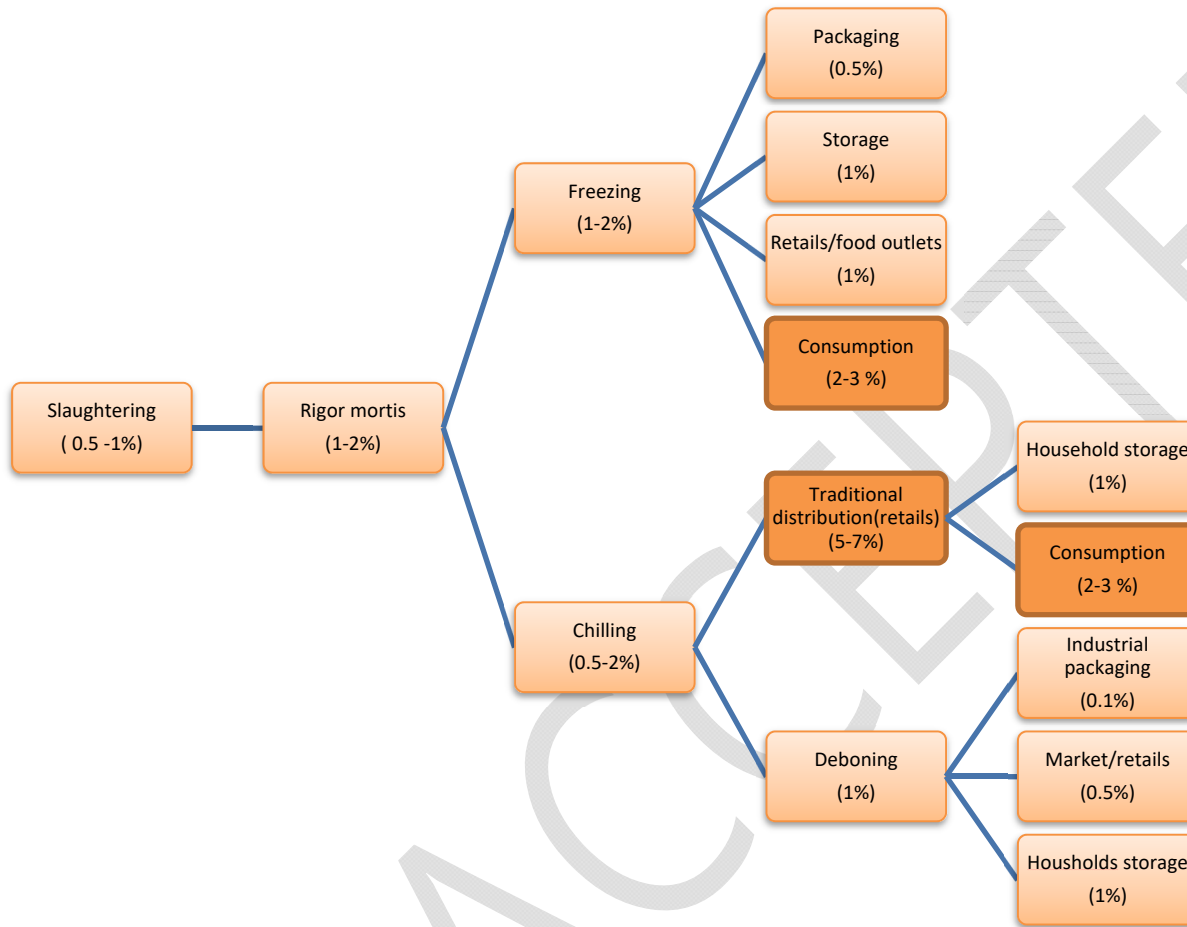 Slaughtering
( 0.5 -1%)
Rigor mortis
(1-2%)
Freezing
(1-2%)
Packaging
(0.5%)
Storage
(1%)
Retails/food outlets
(1%)
Consumption
(2-3 %)
Chilling
(0.5-2%)
Traditional
distribution(retails)
(5-7%)
Household storage
(1%)
Consumption
(2-3 %)
Deboning
(1%)
Industrial
packaging
(0.1%)
Market/retails
(0.5%)
Housholds storage
(1%)
ACCEPTE